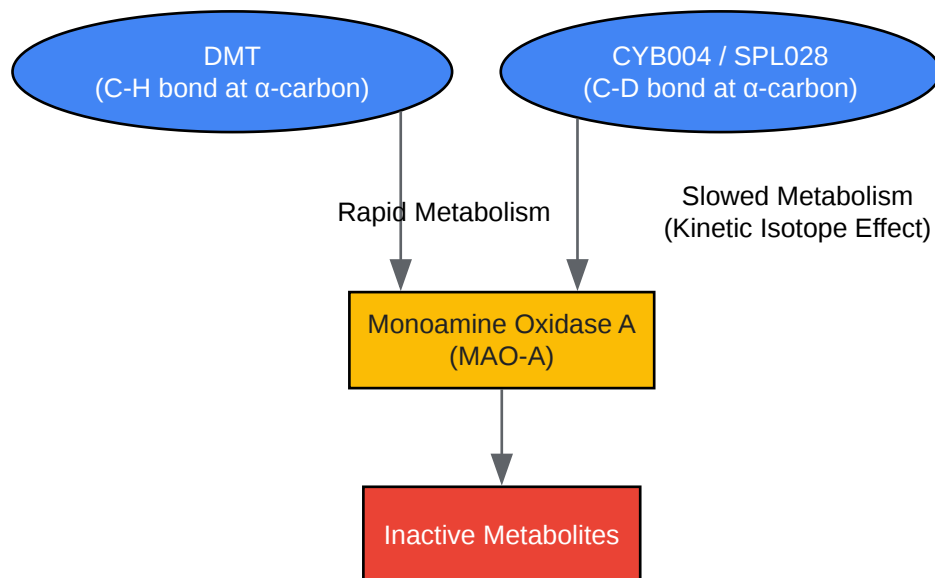 DMT
(C-H bond at α-carbon)
CYB004 / SPL028
(C-D bond at α-carbon)
Rapid Metabolism
Slowed Metabolism
(Kinetic Isotope Effect)
Monoamine Oxidase A
(MAO-A)
Inactive Metabolites